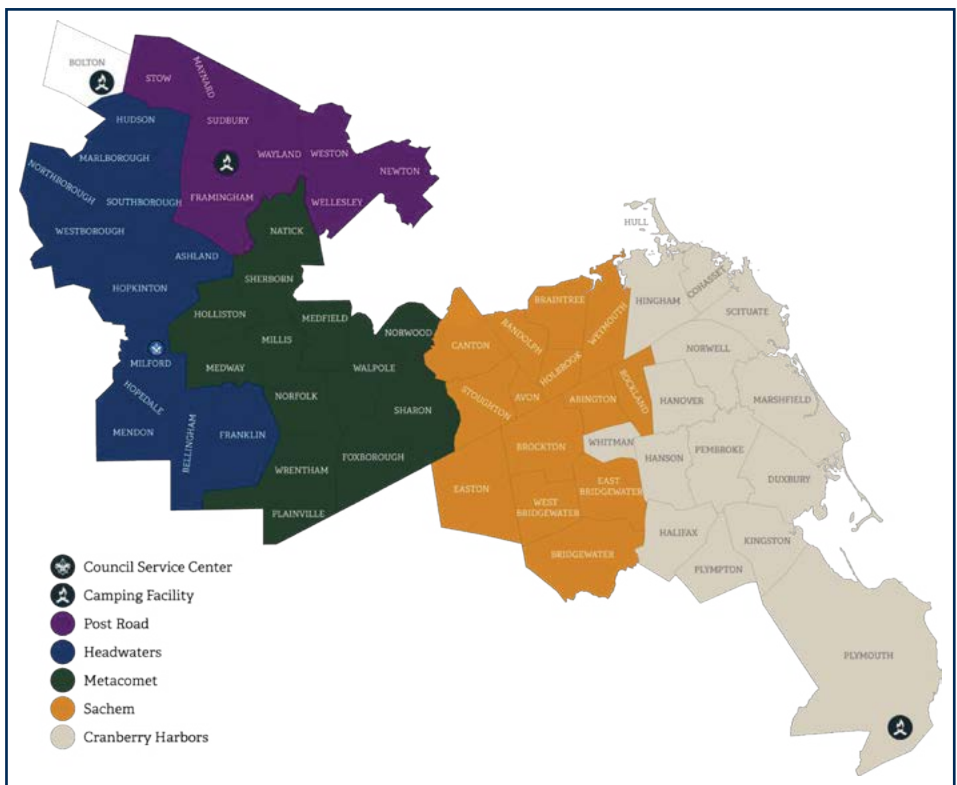 BOLTON
STOW
MAYNARD
HUDSON
SUDBURY
MARLBOROUGH
WAYLAND
WESTON
NEWTON
NORTHBOROUGH
SOUTHBOROUGH
FRAMINGHAM
WELLESLEY
WESTBOROUGH
NATICK
ASHLAND
SHERBORN
HOPKINTON
HOLLISTON
MEDFIELD
MILLIS
NORWOOD
MILFORD
MEDWAY
WALPOLE
HOPEDALE
NORFOLK
SHARON
MENDON
BELLINGHAM
FRANKLIN
FOXBOROUGH
WRENTHAM
PLAINVILLE
HULL
BRAINTREE
WEYMOUTH
HINGHAM
COHASSET
SCITUATE
CANTON
RANDOLPH
HOLBROOK
NORWELL
STOUGHTON
AVON
ABINGTON
ROCKLAND
HANOVER
MARSHFIELD
BROCKTON
WHITMAN
HANSON
PEMBROKE
EASTON
EAST
BRIDGEWATER
DUXBURY
WEST
BRIDGEWATER
HALIFAX
KINGSTON
BRIDGEWATER
PLYMPTON
PLYMOUTH
Council Service Center
Camping Facility
Post Road
Headwaters
Metacomet
Sachem
Cranberry Harbors